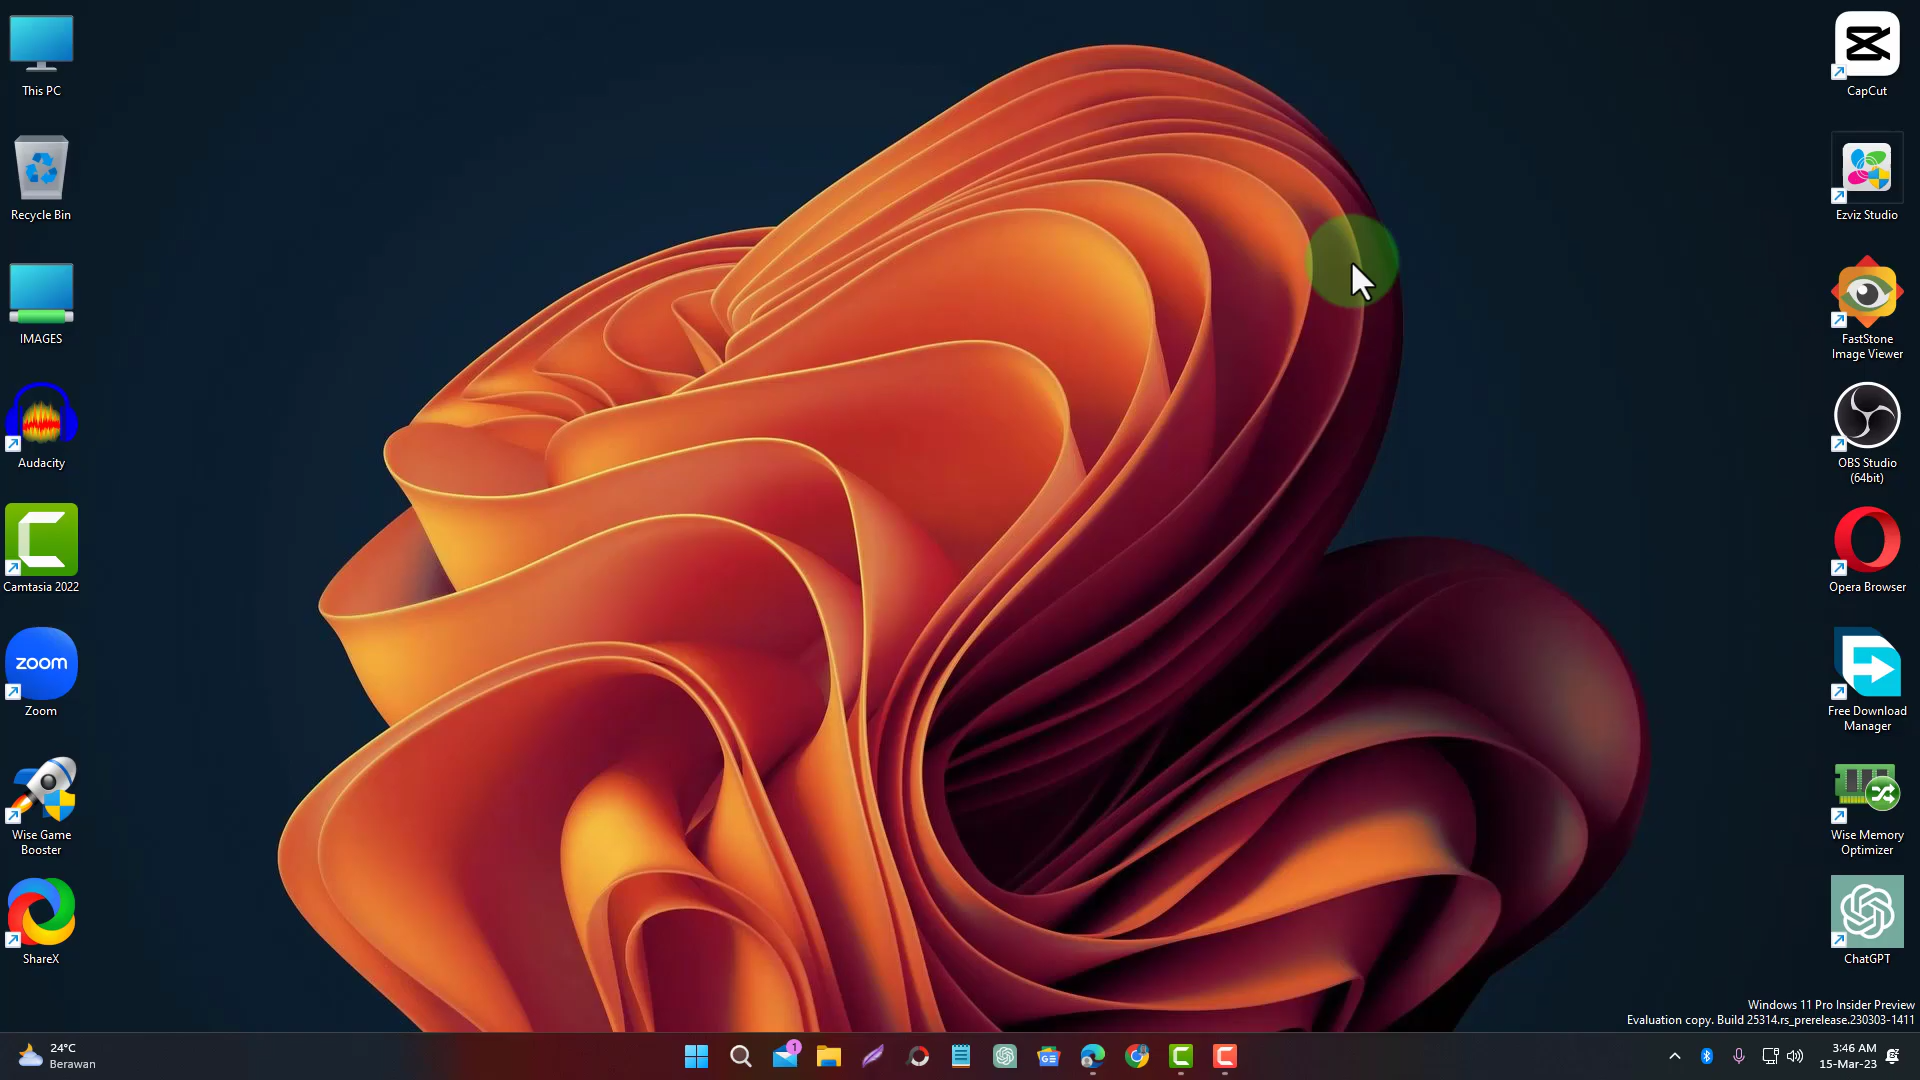 This PC
Recycle Bin
IMAGES
Audacity
Camtasia 2022
zoom
Zoom
Wise Game
Booster
ShareX
CapCut
Ezviz Studio
FastStone
Image Viewer
OBS Studio
(64bit)
Opera Browser
Free Download
Manager
Wise Memory
Optimizer
ChatGPT
Windows 11 Pro Insider Preview
Evaluation copy. Build 25314.rs_prerelease.230303-1411
24°C
Berawan
1
3:46 AM
15-Mar-23